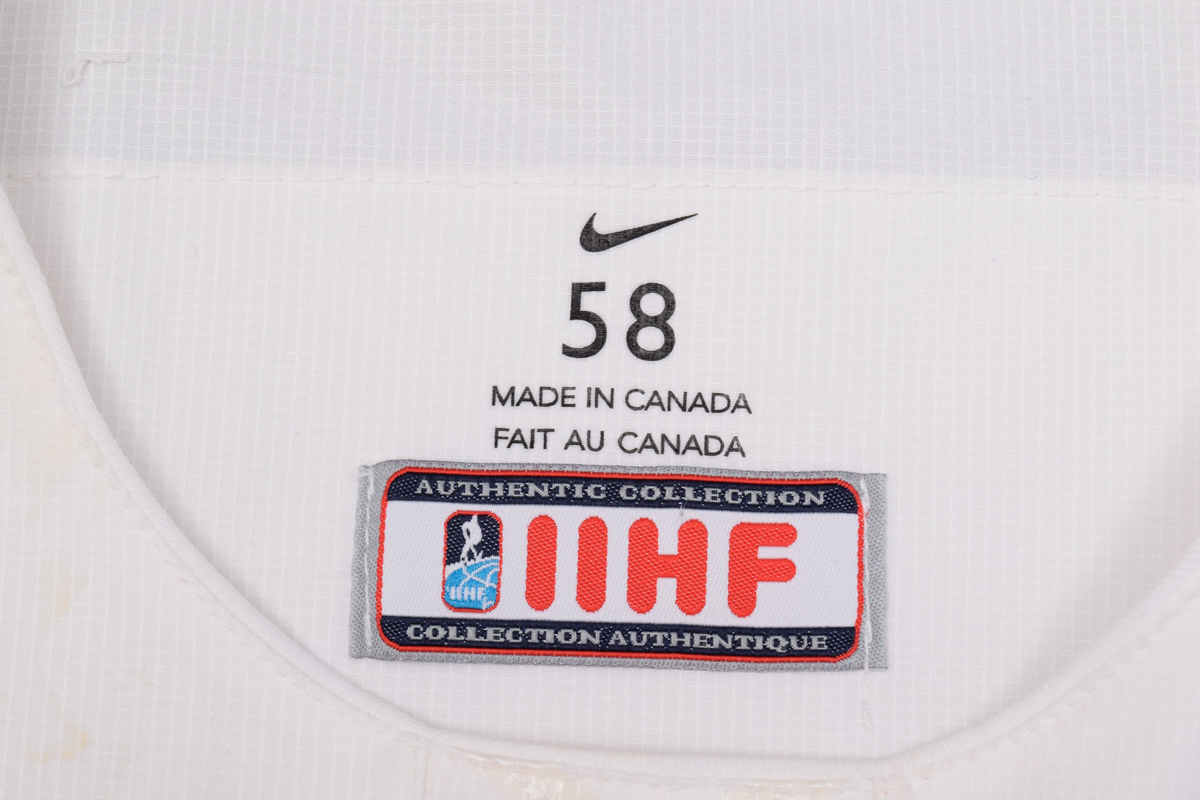 58
MADE IN CANADA
FAIT AU CANADA
AUTHENTIC COLLECTION
IIHF
IIHF
COLLECTION AUTHENTIQUE